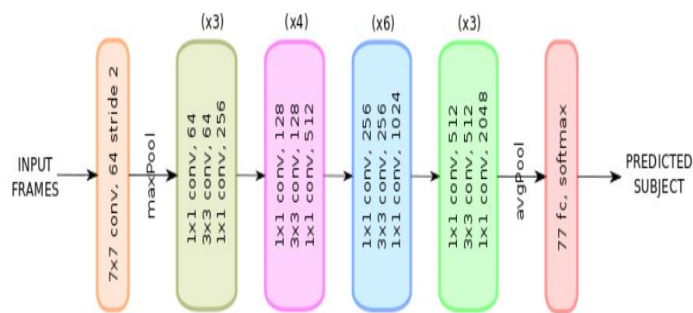 (x3)
(x4)
(x6)
(x3)
INPUT
FRAMES
7x7 conv, 64 stride 2
maxPool
1x1 conv, 64
3x3 conv, 64
1x1 conv, 256
1x1 conv, 128
3x3 conv, 128
1x1 conv, 512
1x1 conv, 256
3x3 conv, 256
1x1 conv, 1024
1x1 conv, 512
3x3 conv, 512
1x1 conv, 2048
avgPool
77 fc, softmax
PREDICTED
SUBJECT